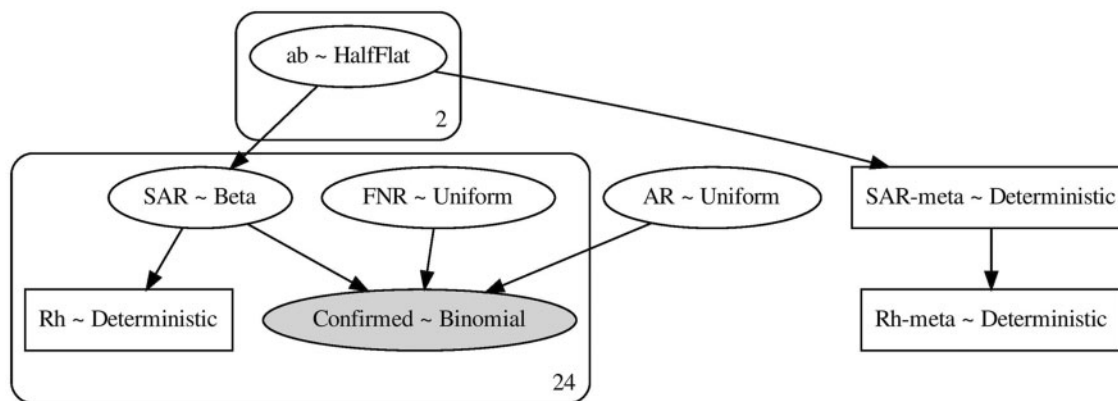 ab ~ HalfFlat
2
SAR ~ Beta
FNR ~ Uniform
AR ~ Uniform
SAR-meta ~ Deterministic
Rh ~ Deterministic
Confirmed ~ Binomial
Rh-meta ~ Deterministic
24